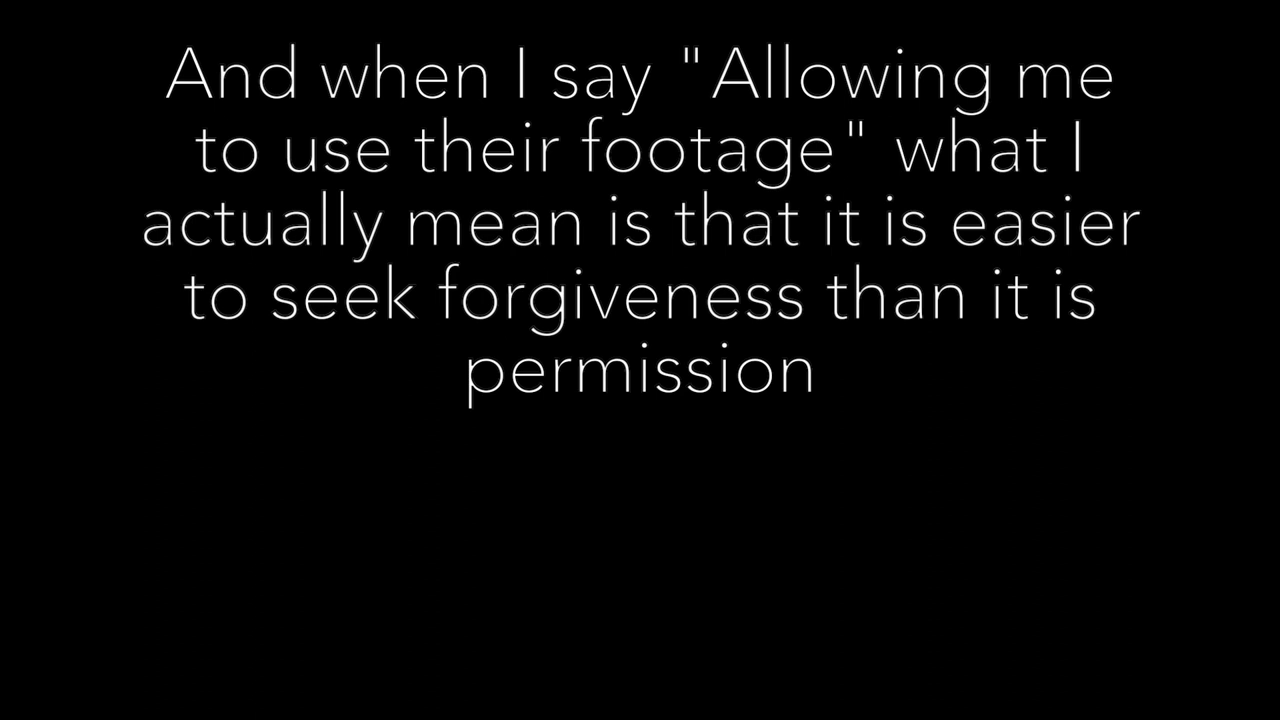 And when I say "Allowing me
to use their footage" what I
actually mean is that it is easier
to seek forgiveness than it is
permission